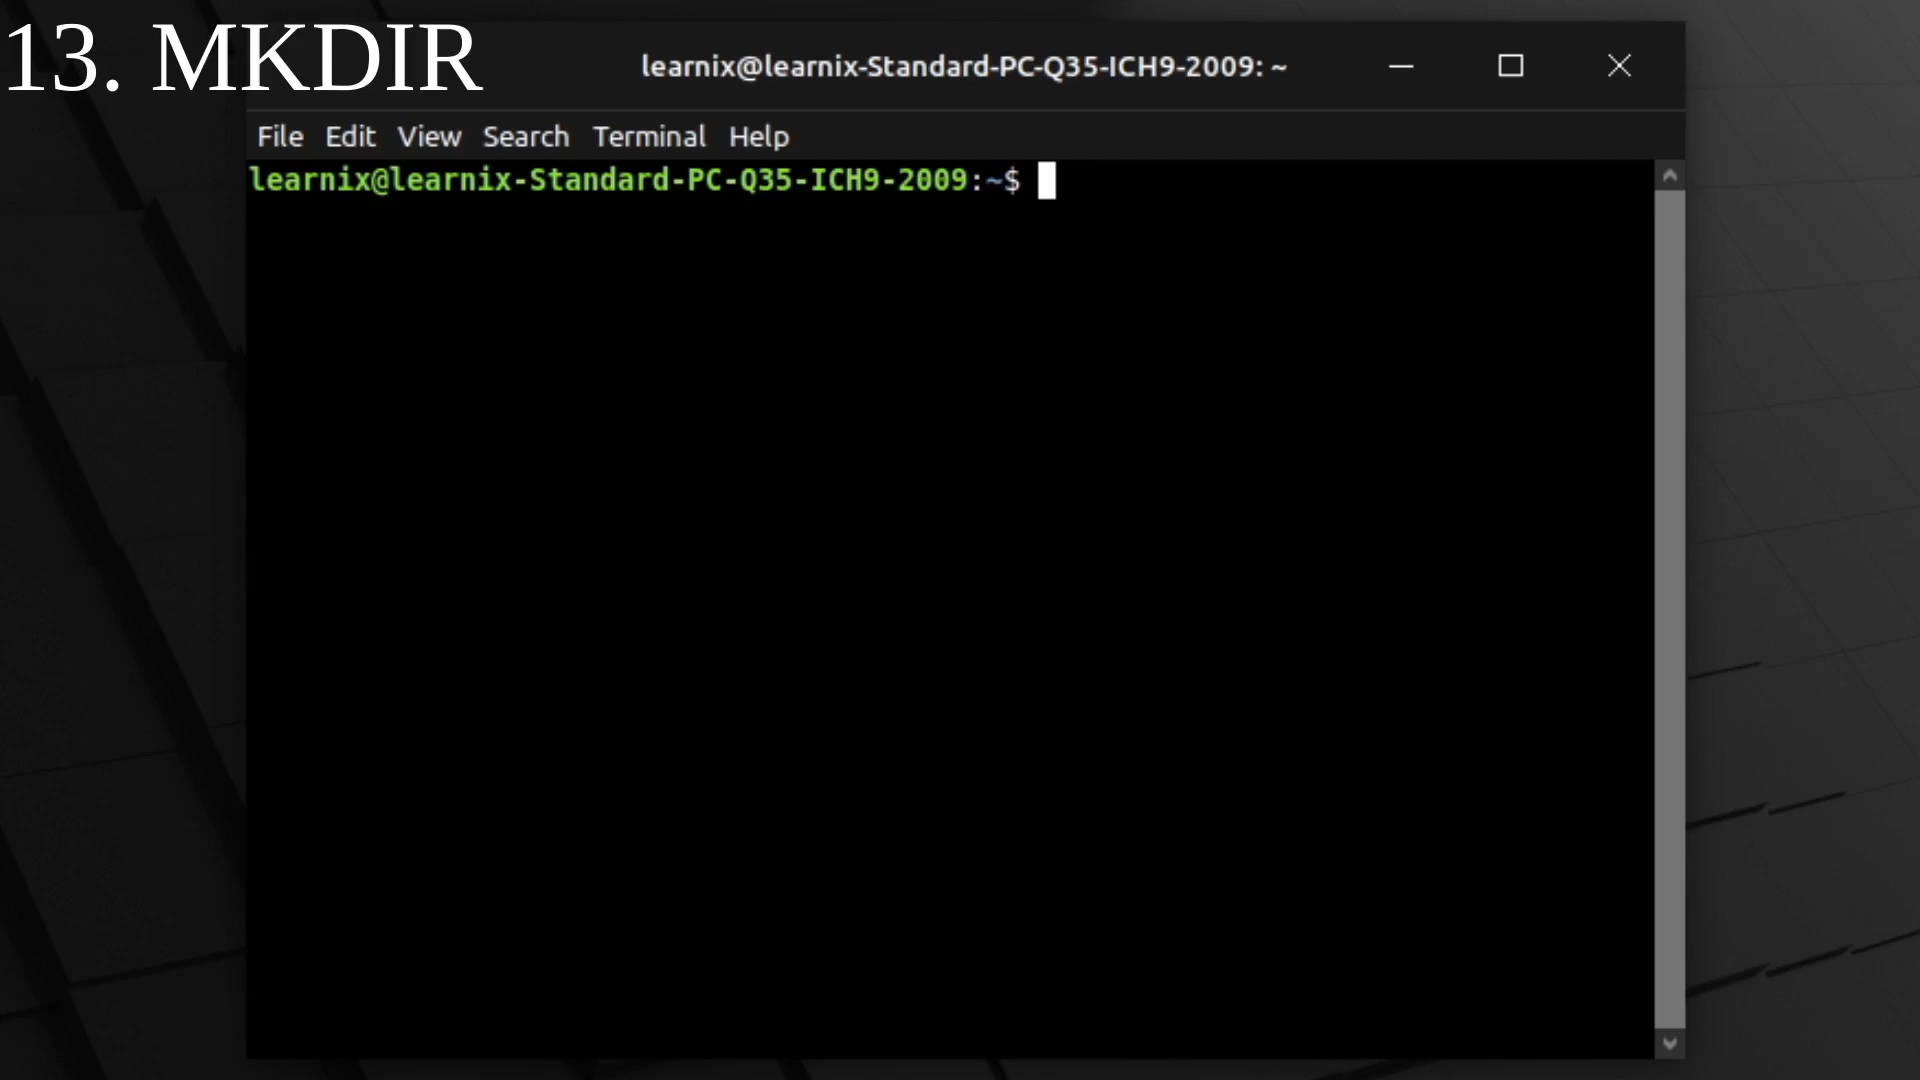 13. MKDIR
learnix@learnix-Standard-PC-Q35-ICH9-2009: ~
File Edit View Search Terminal Help
learnix@learnix-Standard-PC-Q35-ICH9-2009:~$